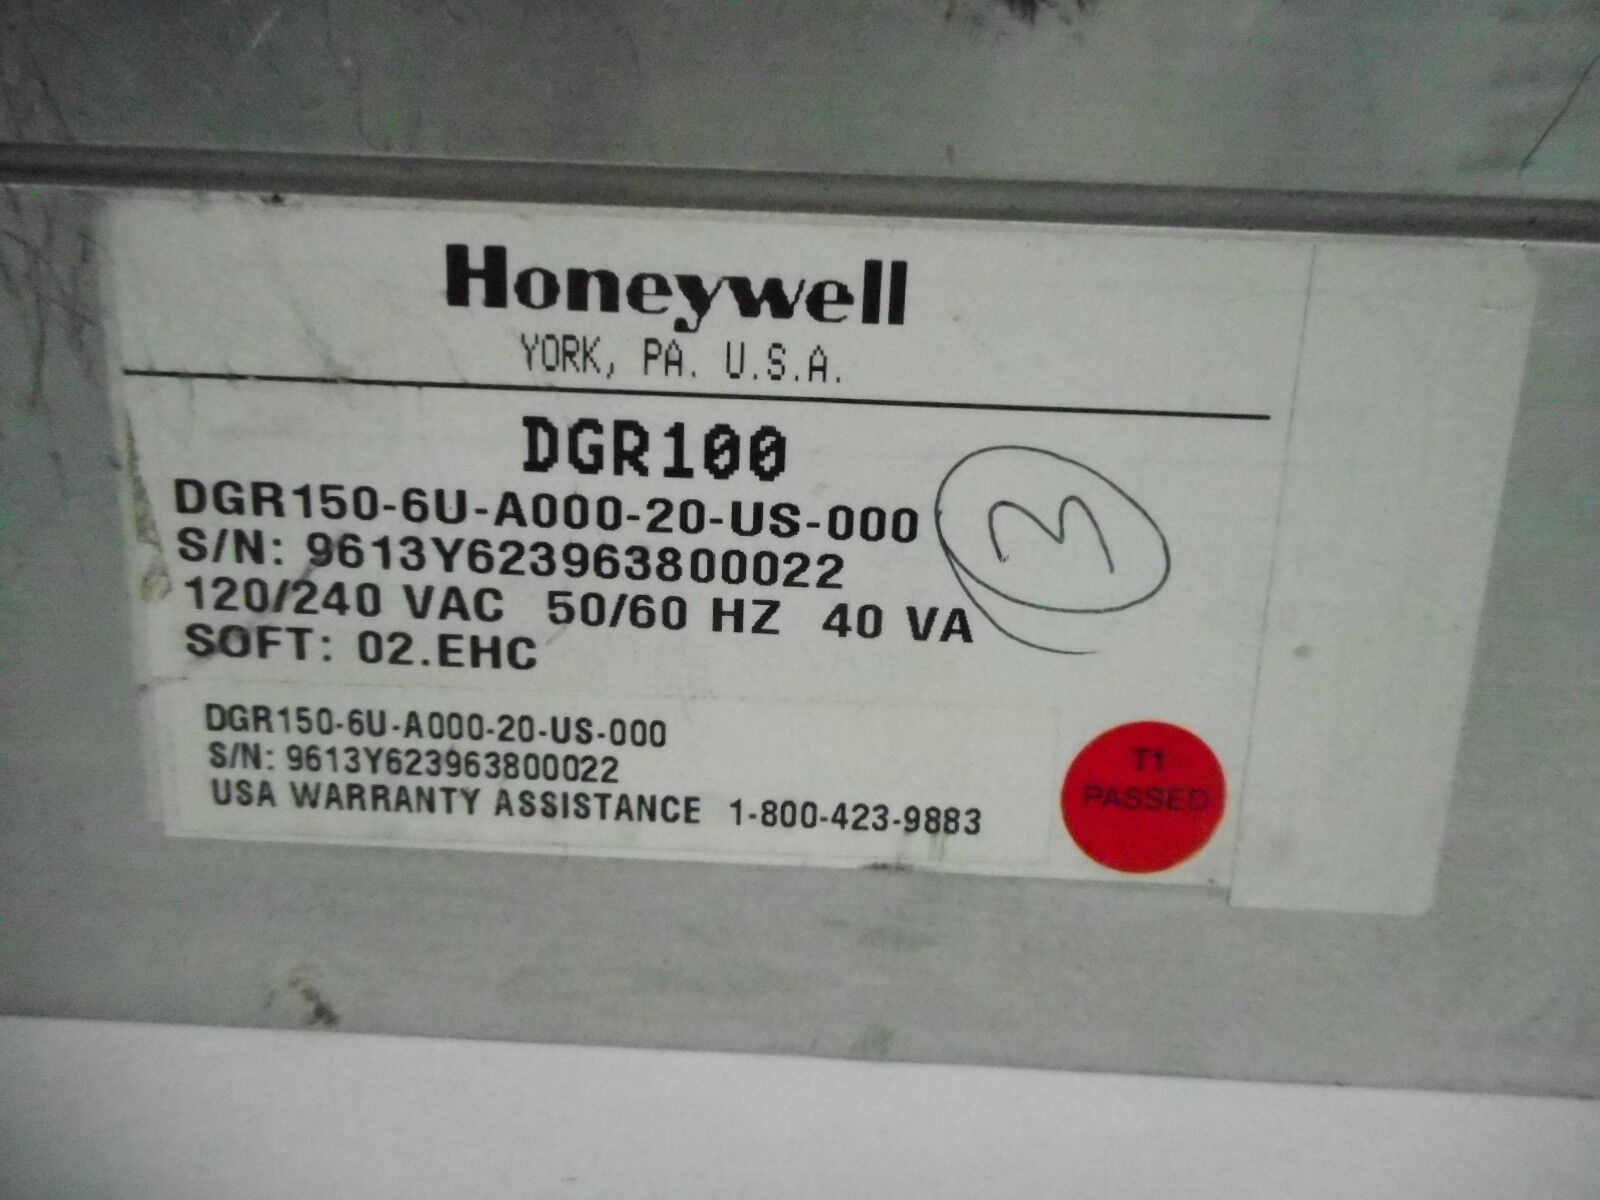 Honeywell
YORK, PA. U.S.A.
DGR100
DGR150-6U-A000-20-US-000
S/N: 9613Y623963800022
120/240 VAC 50/60 HZ 40 VA
SOFT: 02.EHC
3
DGR150-6U-A000-20-US-000
S/N: 9613Y623963800022
USA WARRANTY ASSISTANCE 1-800-423-9883
T1
PASSED